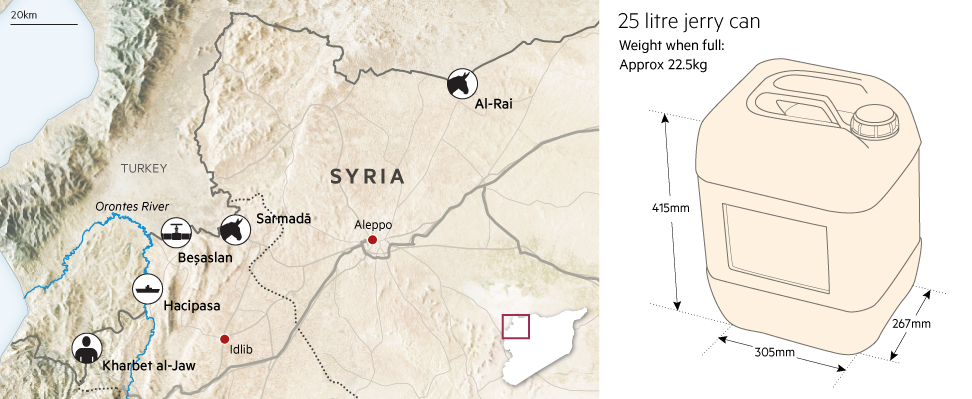 20km
Al-Rai
TURKEY
SYRIA
Orontes River
Sarmadā
Aleppo
Beşaslan
Hacipasa
Idlib
Kharbet al-Jaw
25 litre jerry can
Weight when full:
Approx 22.5kg
415mm
267mm
305mm